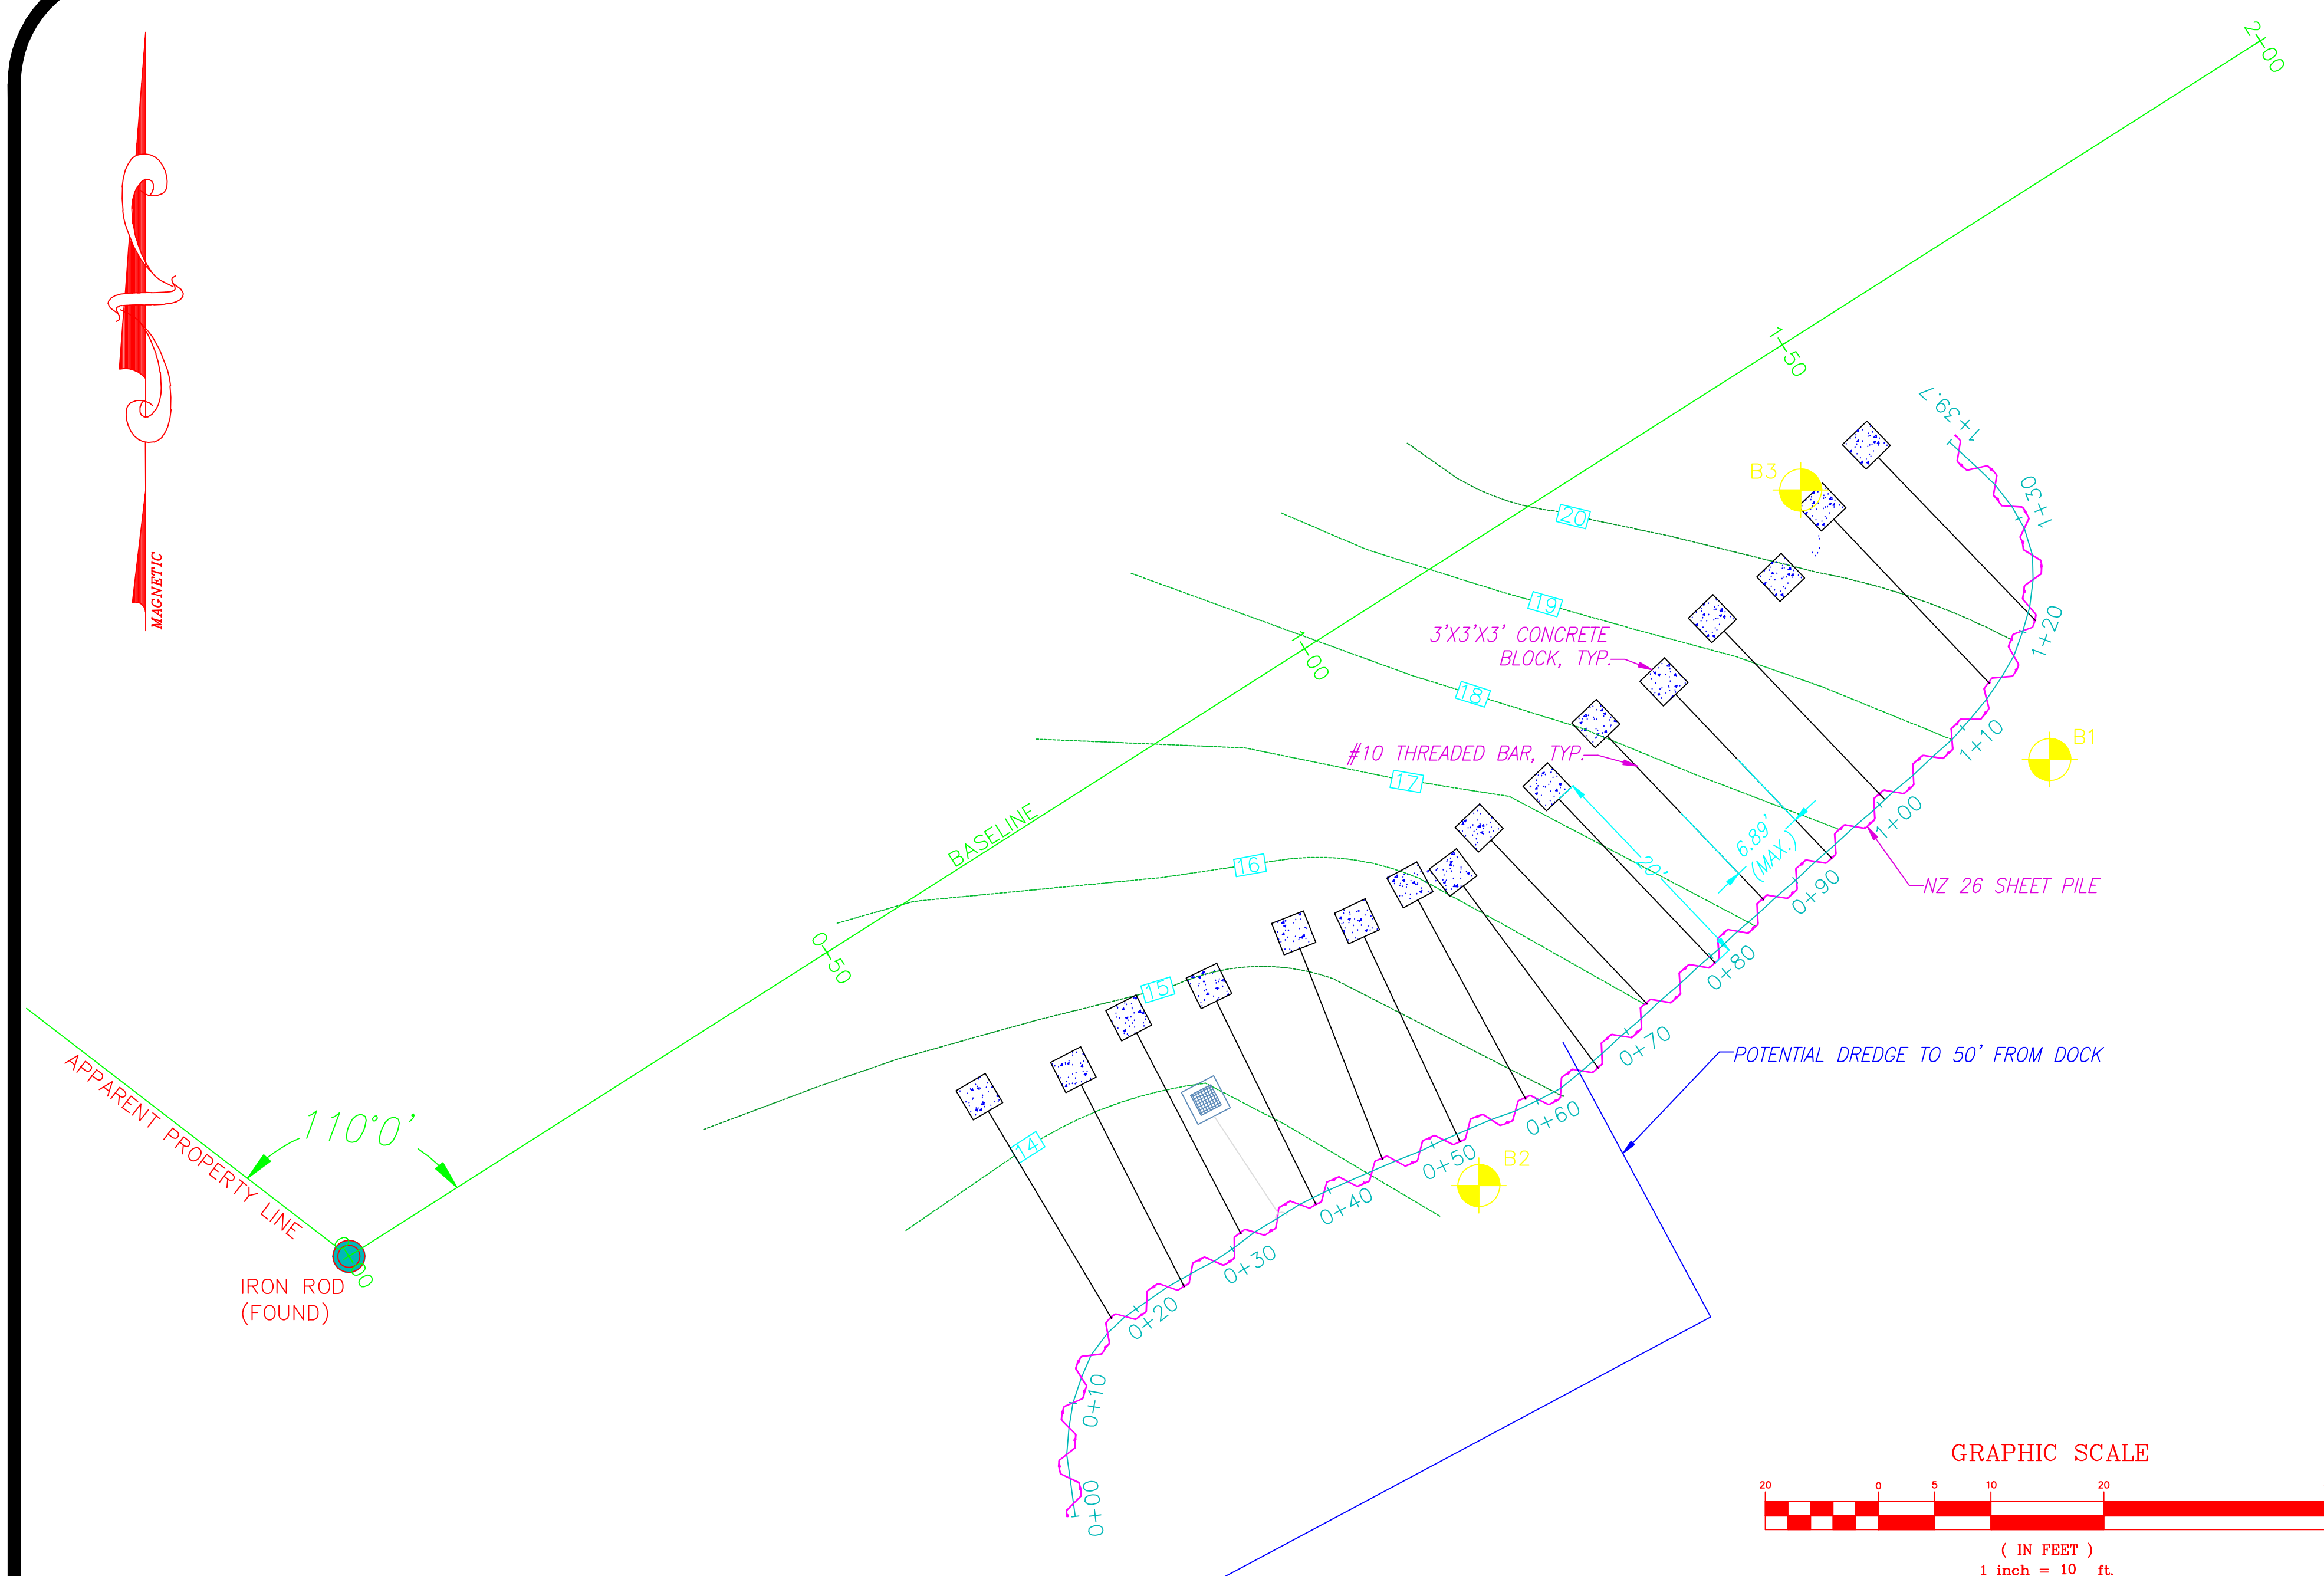 MAGNETIC
2+00
1+50
1+00
0+50
BASELINE
APPARENT PROPERTY LINE
110°0'
IRON ROD
(FOUND)
20
19
18
17
16
15
14
3'X3'X3' CONCRETE
BLOCK, TYP.
#10 THREADED BAR, TYP.
6.89'
(MAX.)
NZ 26 SHEET PILE
POTENTIAL DREDGE TO 50' FROM DOCK
B3
B1
B2
1+39.7
1+30
1+20
1+10
1+00
0+90
0+80
0+70
0+60
0+50
0+40
0+30
0+20
0+10
0+00
GRAPHIC SCALE
20 0 5 10 20
( IN FEET )
1 inch = 10 ft.